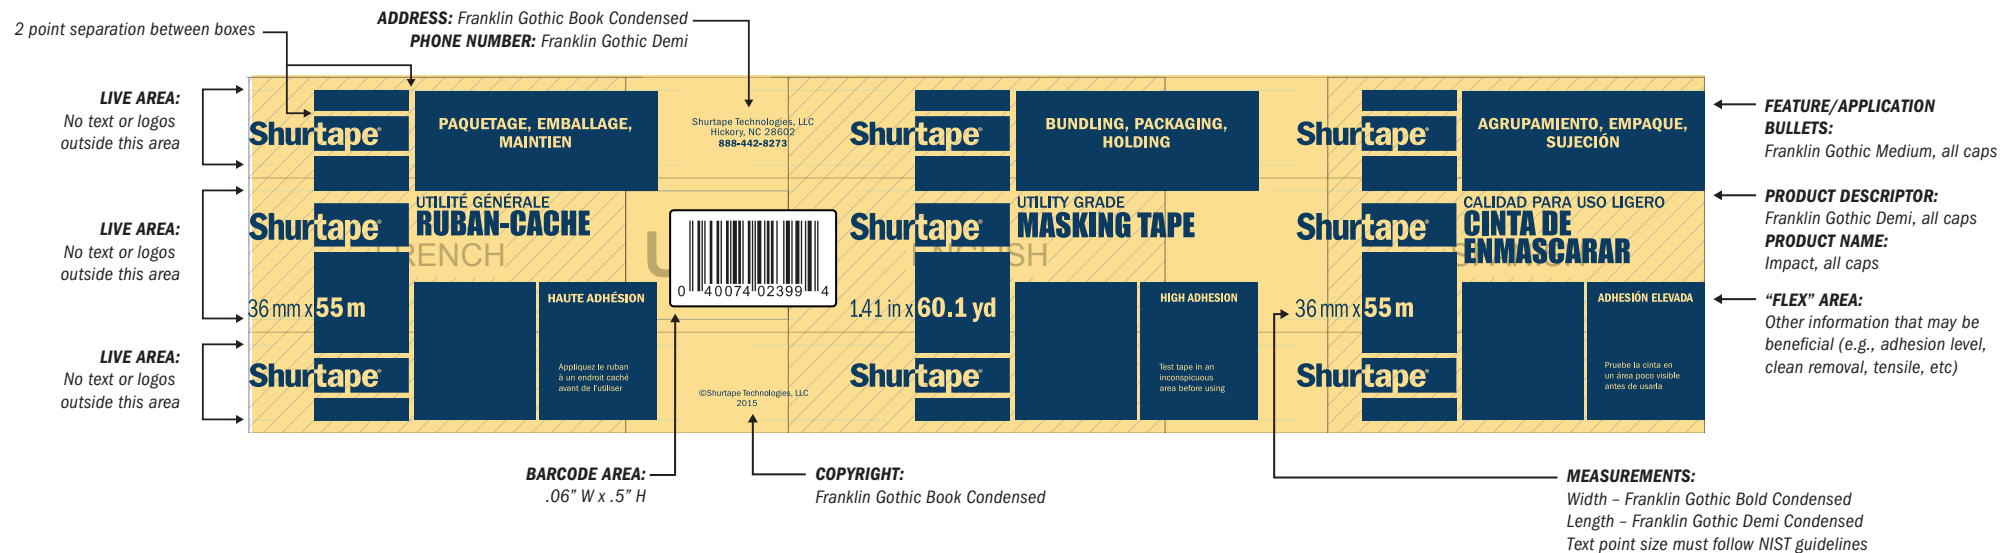 2 point separation between boxes
ADDRESS: Franklin Gothic Book Condensed
PHONE NUMBER: Franklin Gothic Demi
LIVE AREA:
No text or logos
outside this area
LIVE AREA:
No text or logos
outside this area
LIVE AREA:
No text or logos
outside this area
Shurtape®
PAQUETAGE, EMBALLAGE,
MAINTIEN
Shurtape®
UTILITÉ GÉNÉRALE
RUBAN-CACHE
FRENCH
36 mm x 55 m
HAUTE ADHÉSION
Shurtape®
Appliquez le ruban
à un endroit caché
avant de l'utiliser
Shurtape Technologies, LLC
Hickory, NC 28602
888-442-8273
0 40074 02399 4
©Shurtape Technologies, LLC
2015
Shurtape®
BUNDLING, PACKAGING,
HOLDING
Shurtape®
UTILITY GRADE
MASKING TAPE
ENGLISH
1.41 in x 60.1 yd
HIGH ADHESION
Shurtape®
Test tape in an
inconspicuous
area before using
Shurtape®
AGRUPAMIENTO, EMPAQUE,
SUJECIÓN
Shurtape®
CALIDAD PARA USO LIGERO
CINTA DE
ENMASCARAR
36 mm x 55 m
ADHESIÓN ELEVADA
Shurtape®
Pruebe la cinta en
un área poco visible
antes de usarla
FEATURE/APPLICATION
BULLETS:
Franklin Gothic Medium, all caps
PRODUCT DESCRIPTOR:
Franklin Gothic Demi, all caps
PRODUCT NAME:
Impact, all caps
“FLEX” AREA:
Other information that may be
beneficial (e.g., adhesion level,
clean removal, tensile, etc)
BARCODE AREA:
.06” W x .5” H
COPYRIGHT:
Franklin Gothic Book Condensed
MEASUREMENTS:
Width – Franklin Gothic Bold Condensed
Length – Franklin Gothic Demi Condensed
Text point size must follow NIST guidelines